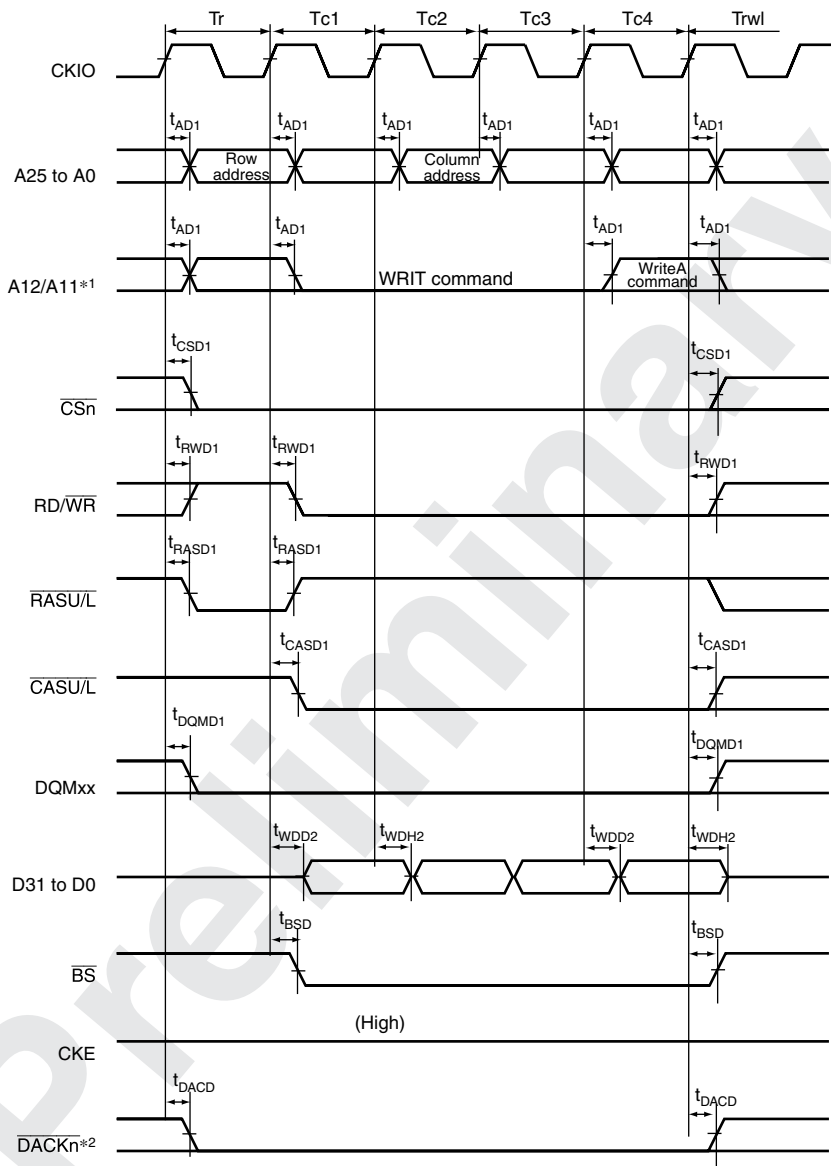 Tr Tc1 Tc2 Tc3 Tc4 Trwl
CKIO
tAD1 tAD1 tAD1 tAD1 tAD1 tAD1
A25 to A0
Row
address
Column
address
tAD1 tAD1 tAD1 tAD1
A12/A11*1
WRIT command
WriteA
command
tCSD1 tCSD1
CSn
tRWD1 tRWD1 tRWD1
RD/WR
tRASD1 tRASD1
RASU/L
tCASD1 tCASD1
CASU/L
tDQMD1 tDQMD1
DQMxx
tWDD2 tWDH2 tWDD2 tWDH2
D31 to D0
tBSD tBSD
BS
(High)
CKE
tDACD tDACD
DACKn*2
Preliminary